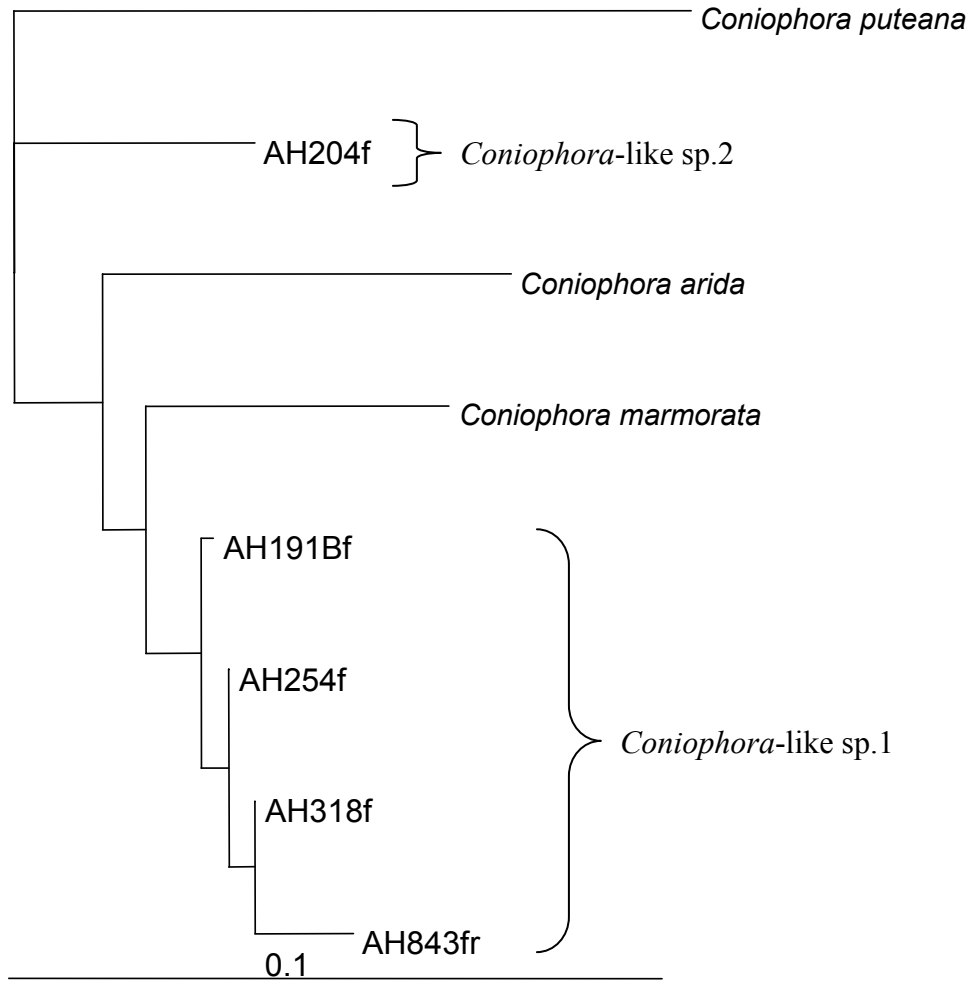 Coniophora puteana
AH204f
Coniophora-like sp.2
Coniophora arida
Coniophora marmorata
AH191Bf
AH254f
Coniophora-like sp.1
AH318f
AH843fr
0.1